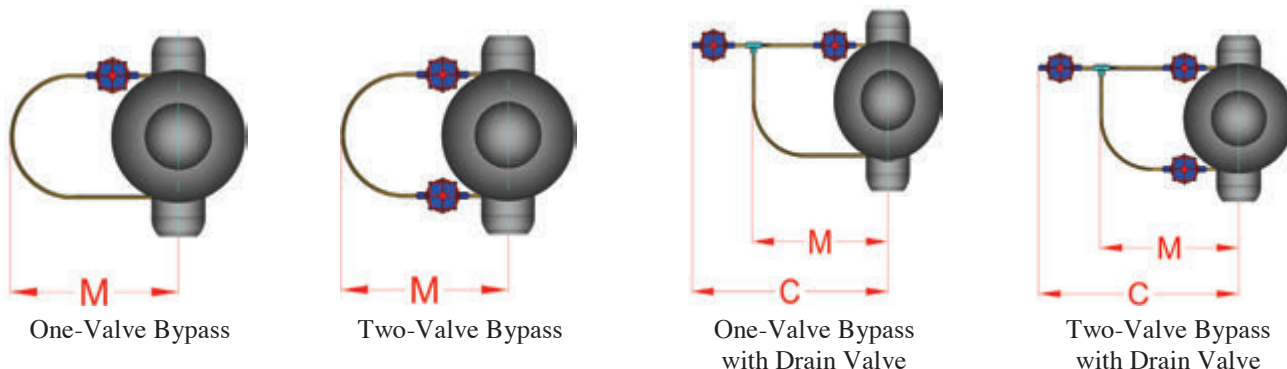 M
One-Valve Bypass
M
Two-Valve Bypass
M
C
One-Valve Bypass
with Drain Valve
M
C
Two-Valve Bypass
with Drain Valve